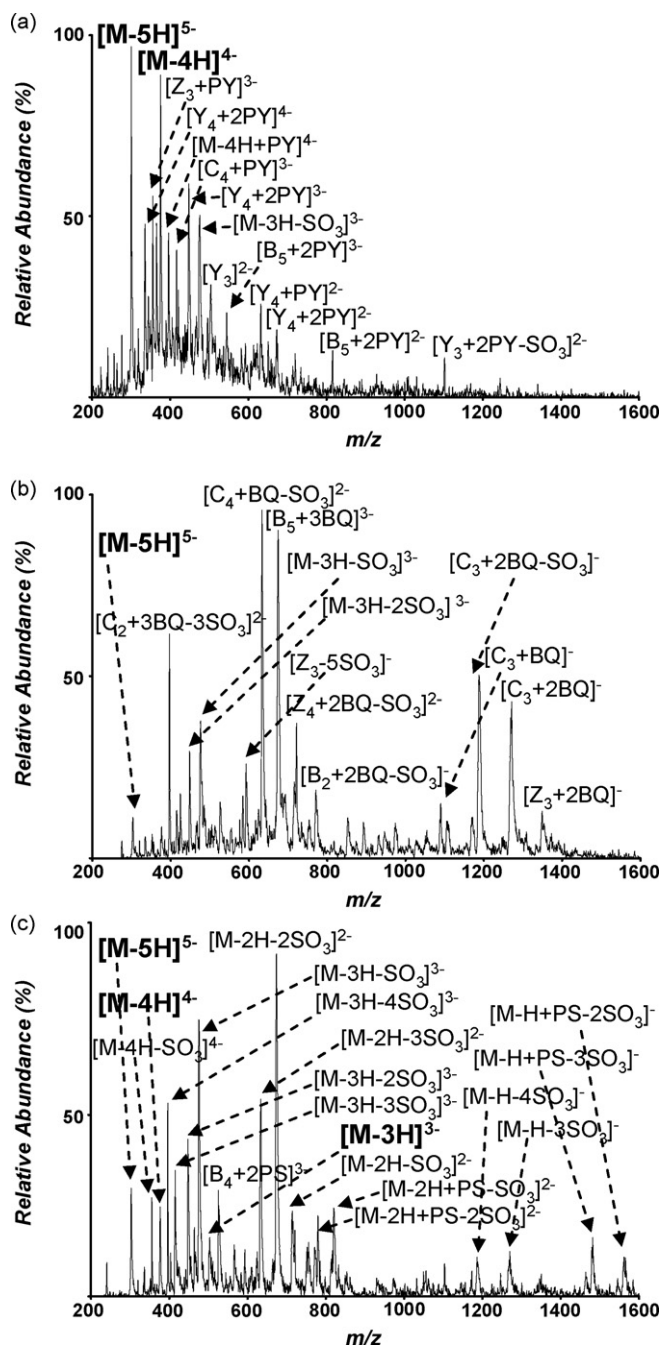 (a)
Relative Abundance (%)
100
50
[M-5H]⁵⁻
[M-4H]⁴⁻
[Z₃+PY]³⁻
[Y₄+2PY]⁴⁻
[M-4H+PY]⁴⁻
[C₄+PY]³⁻
[Y₄+2PY]³⁻
[M-3H-SO₃]³⁻
[Y₃]²⁻
[B₅+2PY]³⁻
[Y₄+PY]²⁻
[Y₄+2PY]²⁻
[B₅+2PY]²⁻
[Y₃+2PY-SO₃]²⁻
200 400 600 800 1000 1200 1400 1600
m/z
(b)
Relative Abundance (%)
100
50
[C₄+BQ-SO₃]²⁻
[B₅+3BQ]³⁻
[M-5H]⁵⁻
[M-3H-SO₃]³⁻
[C₃+2BQ-SO₃]⁻
[M-3H-2SO₃]³⁻
[C₂+3BQ-3SO₃]²⁻
[Z₃-5SO₃]⁻
[C₃+BQ]⁻
[C₃+2BQ]⁻
[Z₄+2BQ-SO₃]²⁻
[B₂+2BQ-SO₃]⁻
[Z₃+2BQ]⁻
200 400 600 800 1000 1200 1400 1600
m/z
(c)
Relative Abundance (%)
100
50
[M-5H]⁵⁻
[M-2H-2SO₃]²⁻
[M-3H-SO₃]³⁻
[M-4H]⁴⁻
[M-3H-4SO₃]³⁻
[M-H+PS-2SO₃]⁻
[M-4H-SO₃]⁴⁻
[M-2H-3SO₃]²⁻
[M-H+PS-3SO₃]⁻
[M-3H-2SO₃]³⁻
[M-H-4SO₃]⁻
[M-3H-3SO₃]³⁻
[M-H-3SO₃]⁻
[M-3H]³⁻
[B₄+2PS]³⁻
[M-2H-SO₃]²⁻
[M-2H+PS-SO₃]²⁻
[M-2H+PS-2SO₃]²⁻
200 400 600 800 1000 1200 1400 1600
m/z